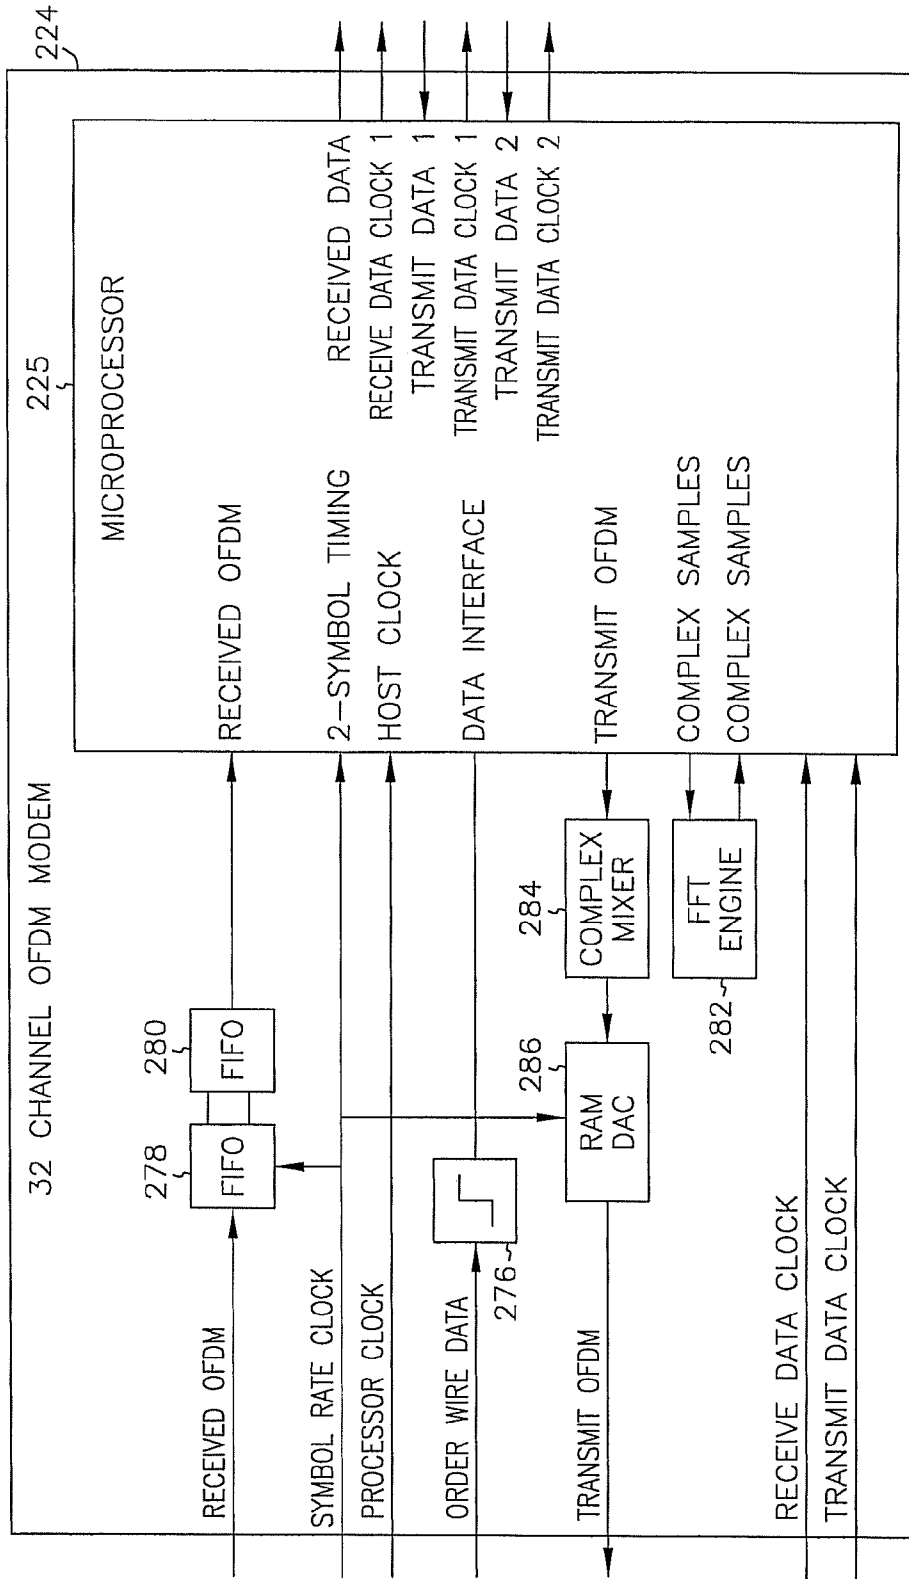 224
32 CHANNEL OFDM MODEM
225
MICROPROCESSOR
278
280
FIFO
FIFO
RECEIVED OFDM
RECEIVED OFDM
RECEIVED DATA
SYMBOL RATE CLOCK
2-SYMBOL TIMING
RECEIVE DATA CLOCK 1
PROCESSOR CLOCK
HOST CLOCK
TRANSMIT DATA 1
ORDER WIRE DATA
276
DATA INTERFACE
TRANSMIT DATA CLOCK 1
TRANSMIT DATA 2
TRANSMIT DATA CLOCK 2
286
284
TRANSMIT OFDM
RAM
DAC
COMPLEX
MIXER
TRANSMIT OFDM
282
FFT
ENGINE
COMPLEX SAMPLES
COMPLEX SAMPLES
RECEIVE DATA CLOCK
TRANSMIT DATA CLOCK